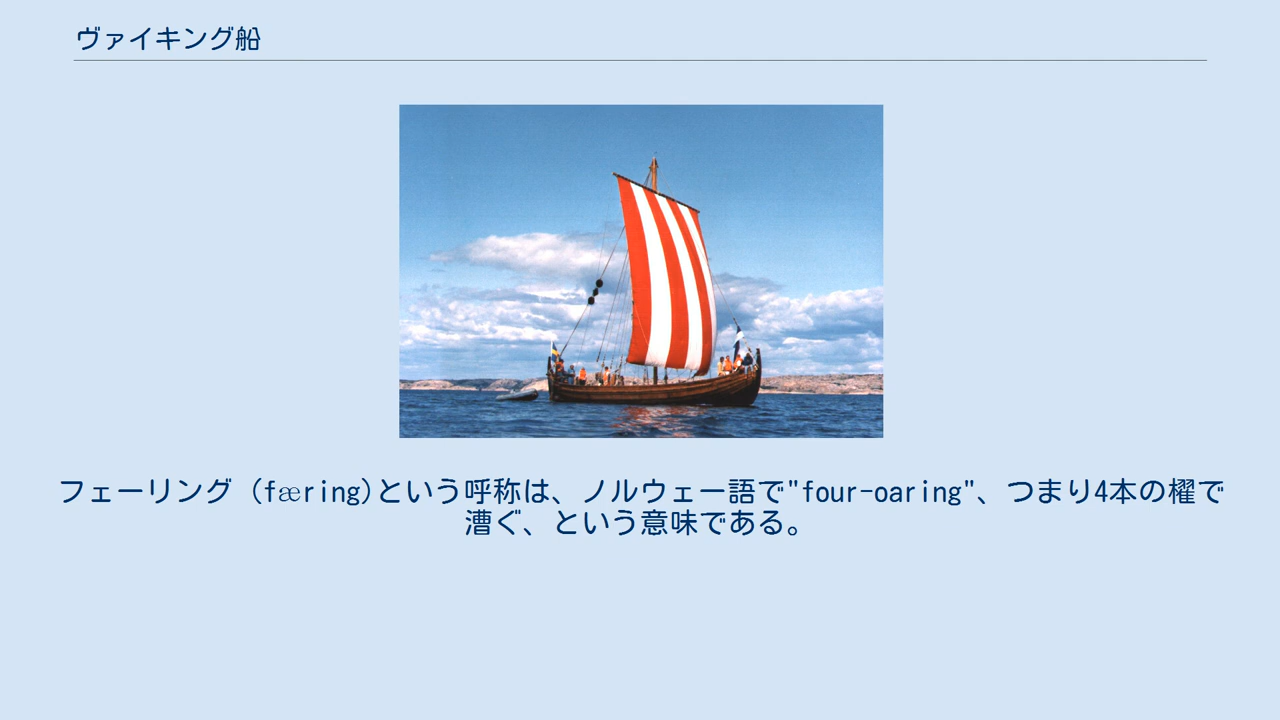 ヴァイキング船
フェーリング（færing)という呼称は、ノルウェー語で"four-oaring"、つまり4本の櫂で
漕ぐ、という意味である。